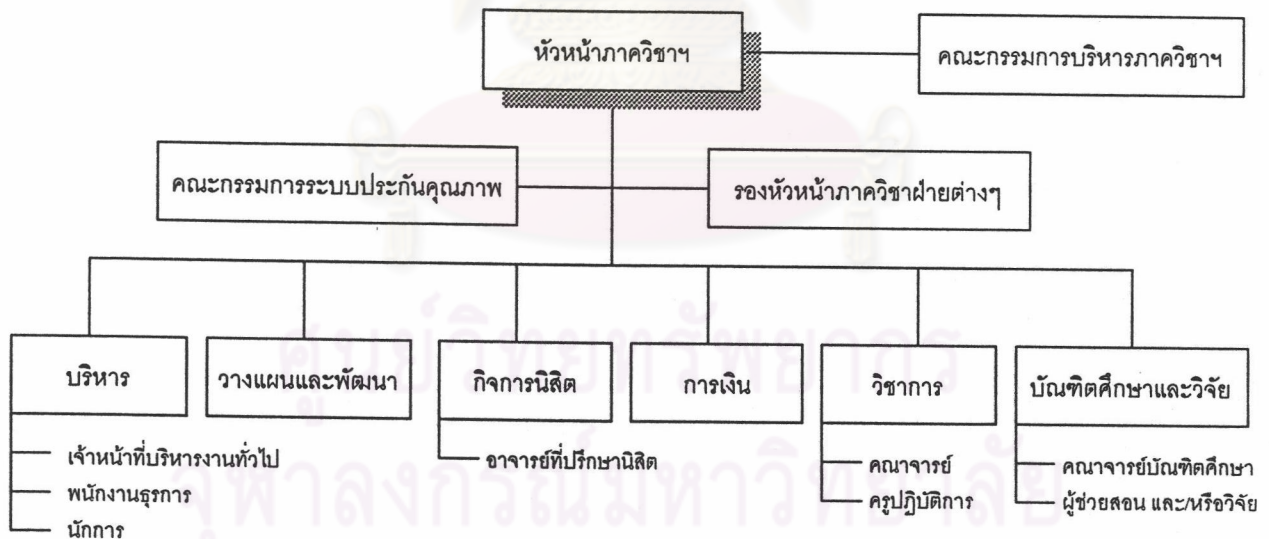 หัวหน้าภาควิชาฯ
คณะกรรมการบริหารภาควิชาฯ
คณะกรรมการระบบประกันคุณภาพ
รองหัวหน้าภาควิชาฝ่ายต่างๆ
บริหาร
วางแผนและพัฒนา
กิจการนิสิต
การเงิน
วิชาการ
บัณฑิตศึกษาและวิจัย
เจ้าหน้าที่บริหารงานทั่วไป
พนักงานธุรการ
นักการ
อาจารย์ที่ปรึกษานิสิต
คณาจารย์
ครูปฏิบัติการ
คณาจารย์บัณฑิตศึกษา
ผู้ช่วยสอน และ/หรือวิจัย
ศูนย์วิทยทรัพยากร
จุฬาลงกรณ์มหาวิทยาลัย